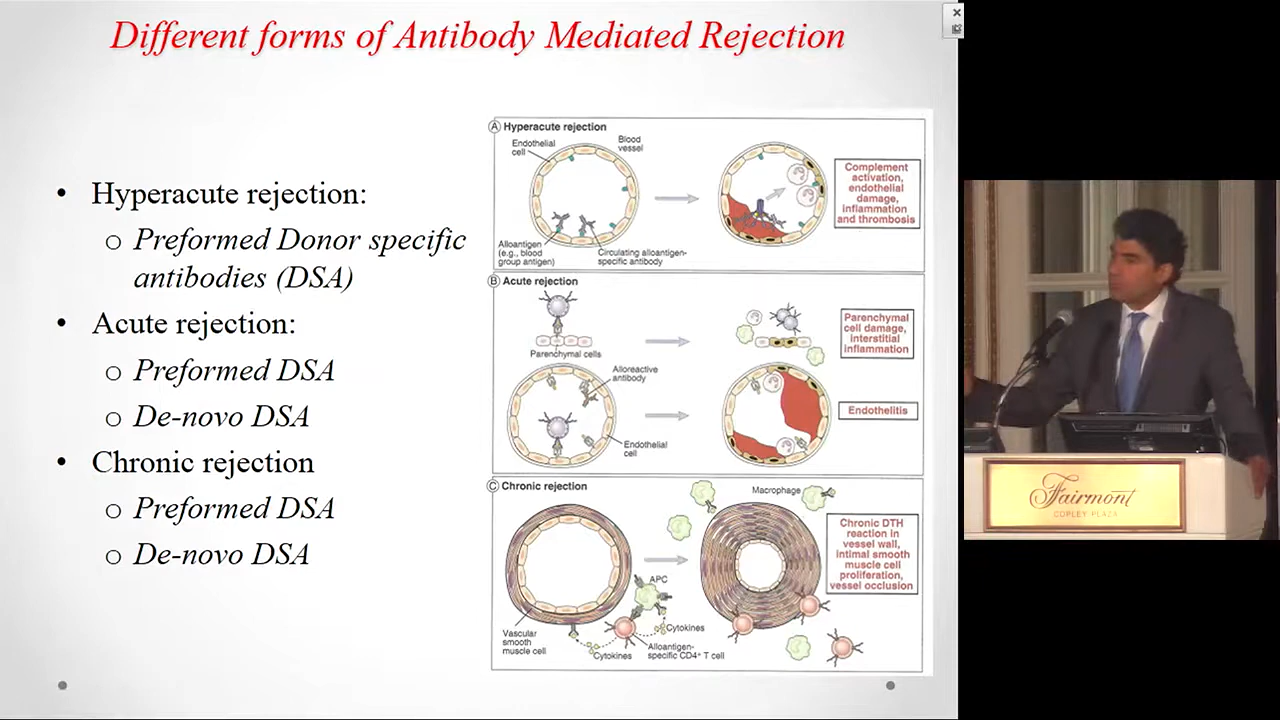 Different forms of Antibody Mediated Rejection
• Hyperacute rejection:
o Preformed Donor specific
antibodies (DSA)
• Acute rejection:
o Preformed DSA
o De-novo DSA
• Chronic rejection
o Preformed DSA
o De-novo DSA
A Hyperacute rejection
Endothelial
cell
Blood
vessel
Alloantigen
(e.g., blood
group antigen)
Circulating alloantigen-
specific antibody
Complement
activation,
endothelial
damage,
inflammation
and thrombosis
B Acute rejection
Parenchymal cells
Parenchymal
cell damage,
interstitial
inflammation
Alloreactive
antibody
Endothelial
cell
Endothelitis
C Chronic rejection
Macrophage
APC
Vascular
smooth
muscle cell
Cytokines
Cytokines
Alloantigen-
specific CD4+ T cell
Chronic DTH
reaction in
vessel wall,
intimal smooth
muscle cell
proliferation,
vessel occlusion
Fairmont
COPLEY PLAZA